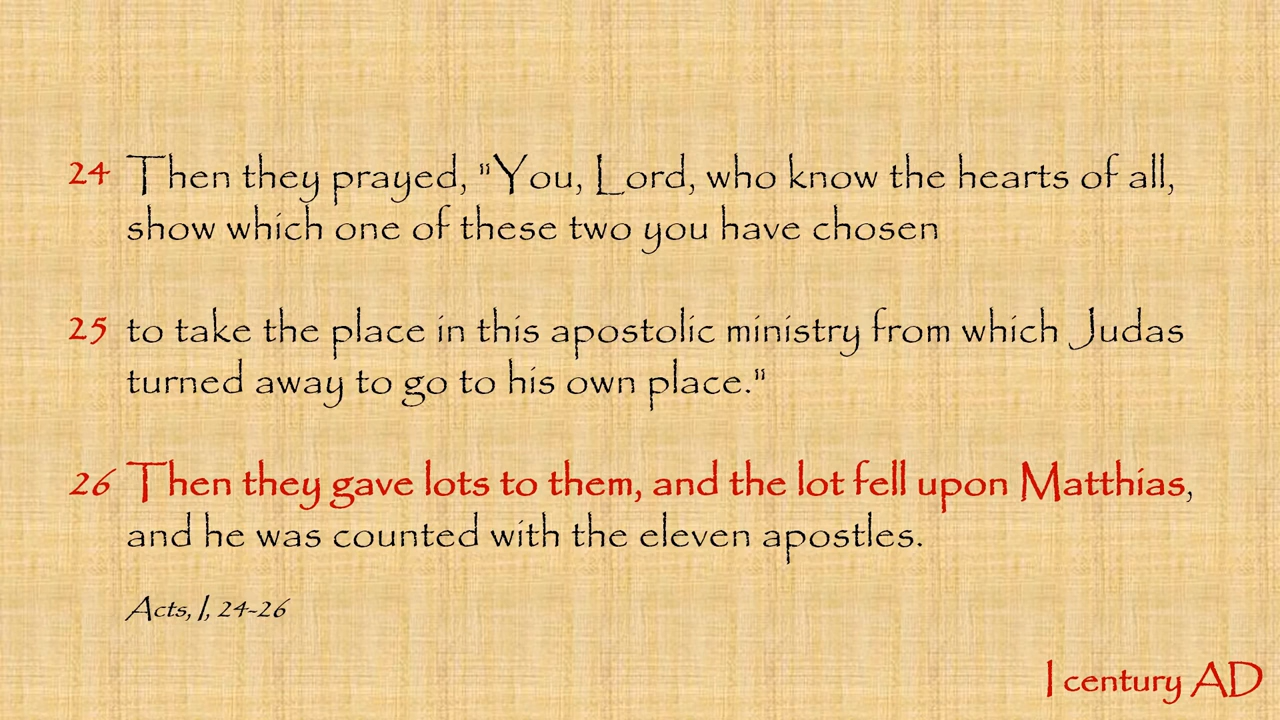 24 Then they prayed, "You, Lord, who know the hearts of all,
show which one of these two you have chosen
25 to take the place in this apostolic ministry from which Judas
turned away to go to his own place."
26 Then they gave lots to them, and the lot fell upon Matthias,
and he was counted with the eleven apostles.
Acts, I, 24-26
I century AD